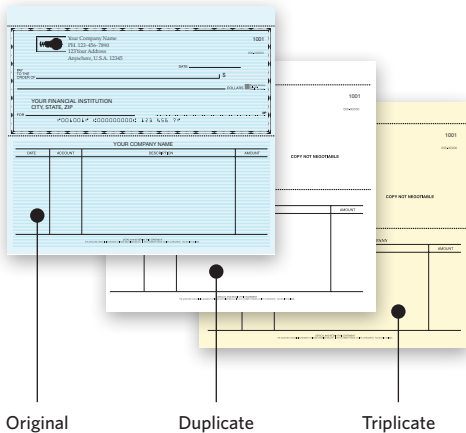 Your Company Name
PH. 123-456-7890
123Your Address
Anywhere, U.S.A. 12345
1001
DATE
PAY
TO THE
ORDER OF
$
DOLLARS
YOUR FINANCIAL INSTITUTION
CITY, STATE, ZIP
FOR
YOUR COMPANY NAME
DATE ACCOUNT DESCRIPTION AMOUNT
1001
COPY NOT NEGOTIABLE
AMOUNT
1001
COPY NOT NEGOTIABLE
AMOUNT
Original Duplicate Triplicate